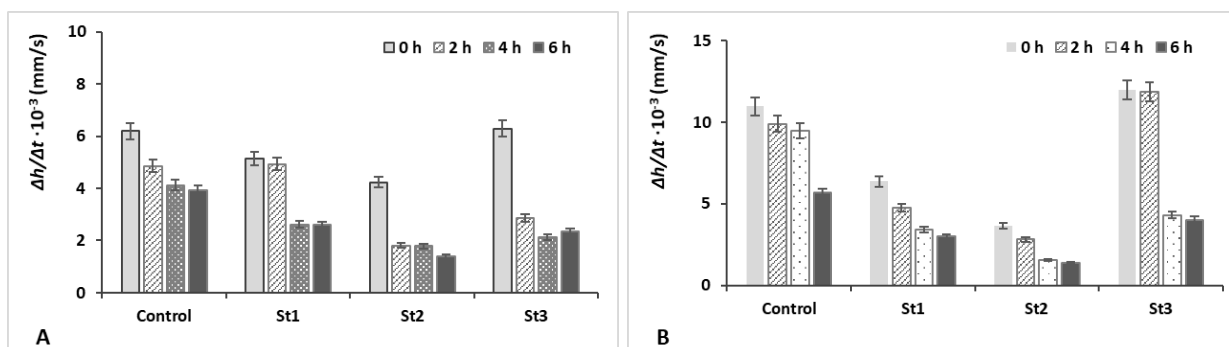 Δh/Δt ·10⁻³ (mm/s)
10
8
6
4
2
0
0 h 2 h 4 h 6 h
Control St1 St2 St3
A
Δh/Δt ·10⁻³ (mm/s)
15
10
5
0
0 h 2 h 4 h 6 h
Control St1 St2 St3
B